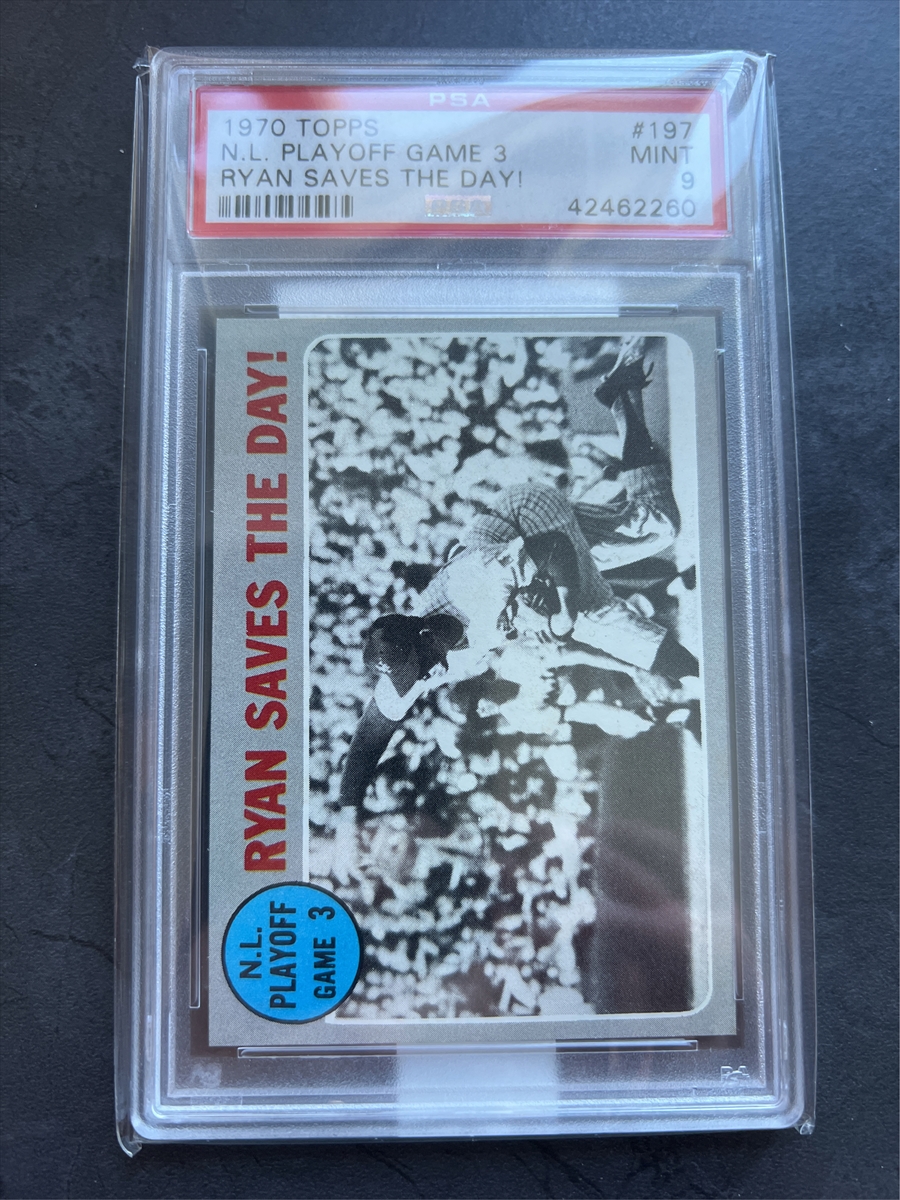 PSA
1970 TOPPS #197
N.L. PLAYOFF GAME 3 MINT
RYAN SAVES THE DAY! 9
42462260
RYAN SAVES THE DAY!
N.L.
PLAYOFF
GAME 3